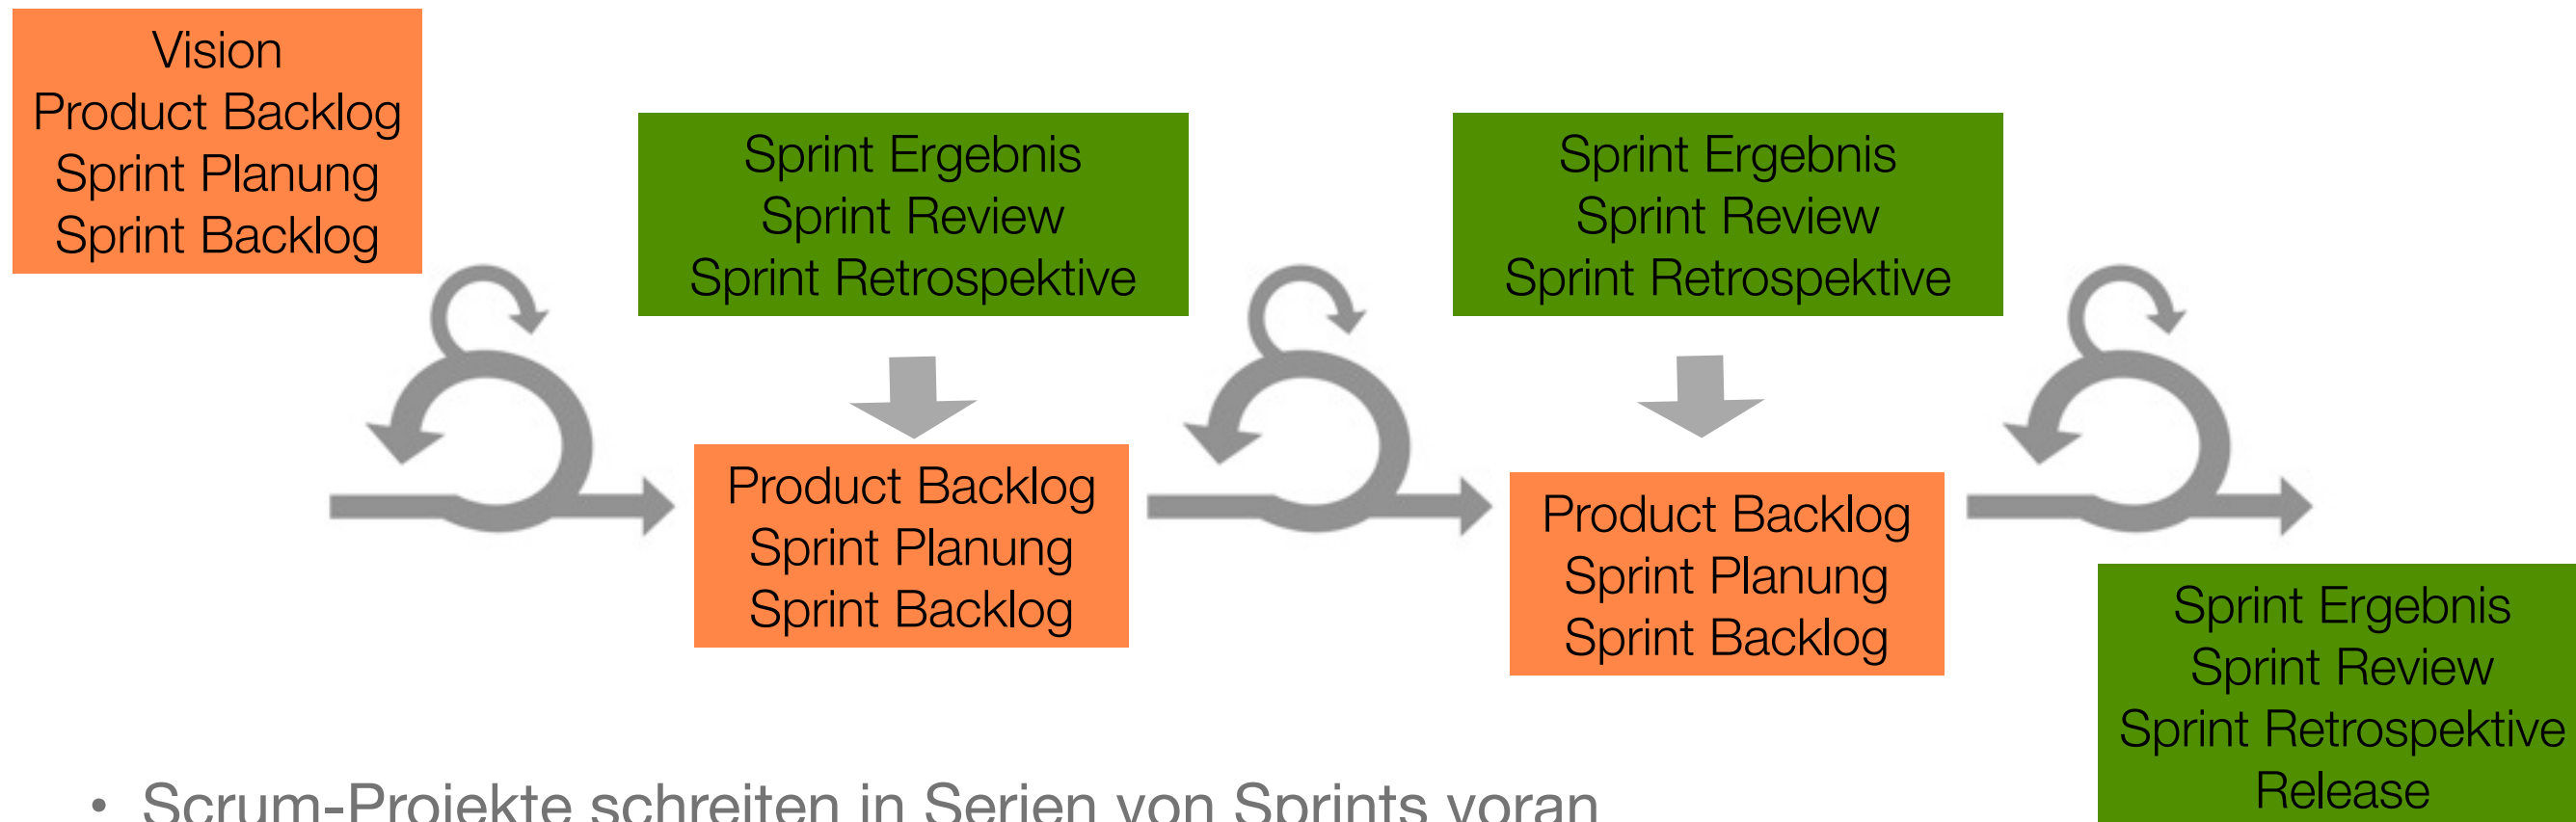 Vision
Product Backlog
Sprint Planung
Sprint Backlog
Sprint Ergebnis
Sprint Review
Sprint Retrospektive
Product Backlog
Sprint Planung
Sprint Backlog
Sprint Ergebnis
Sprint Review
Sprint Retrospektive
Product Backlog
Sprint Planung
Sprint Backlog
Sprint Ergebnis
Sprint Review
Sprint Retrospektive
Release
• Scrum-Projekte schreiten in Serien von Sprints voran